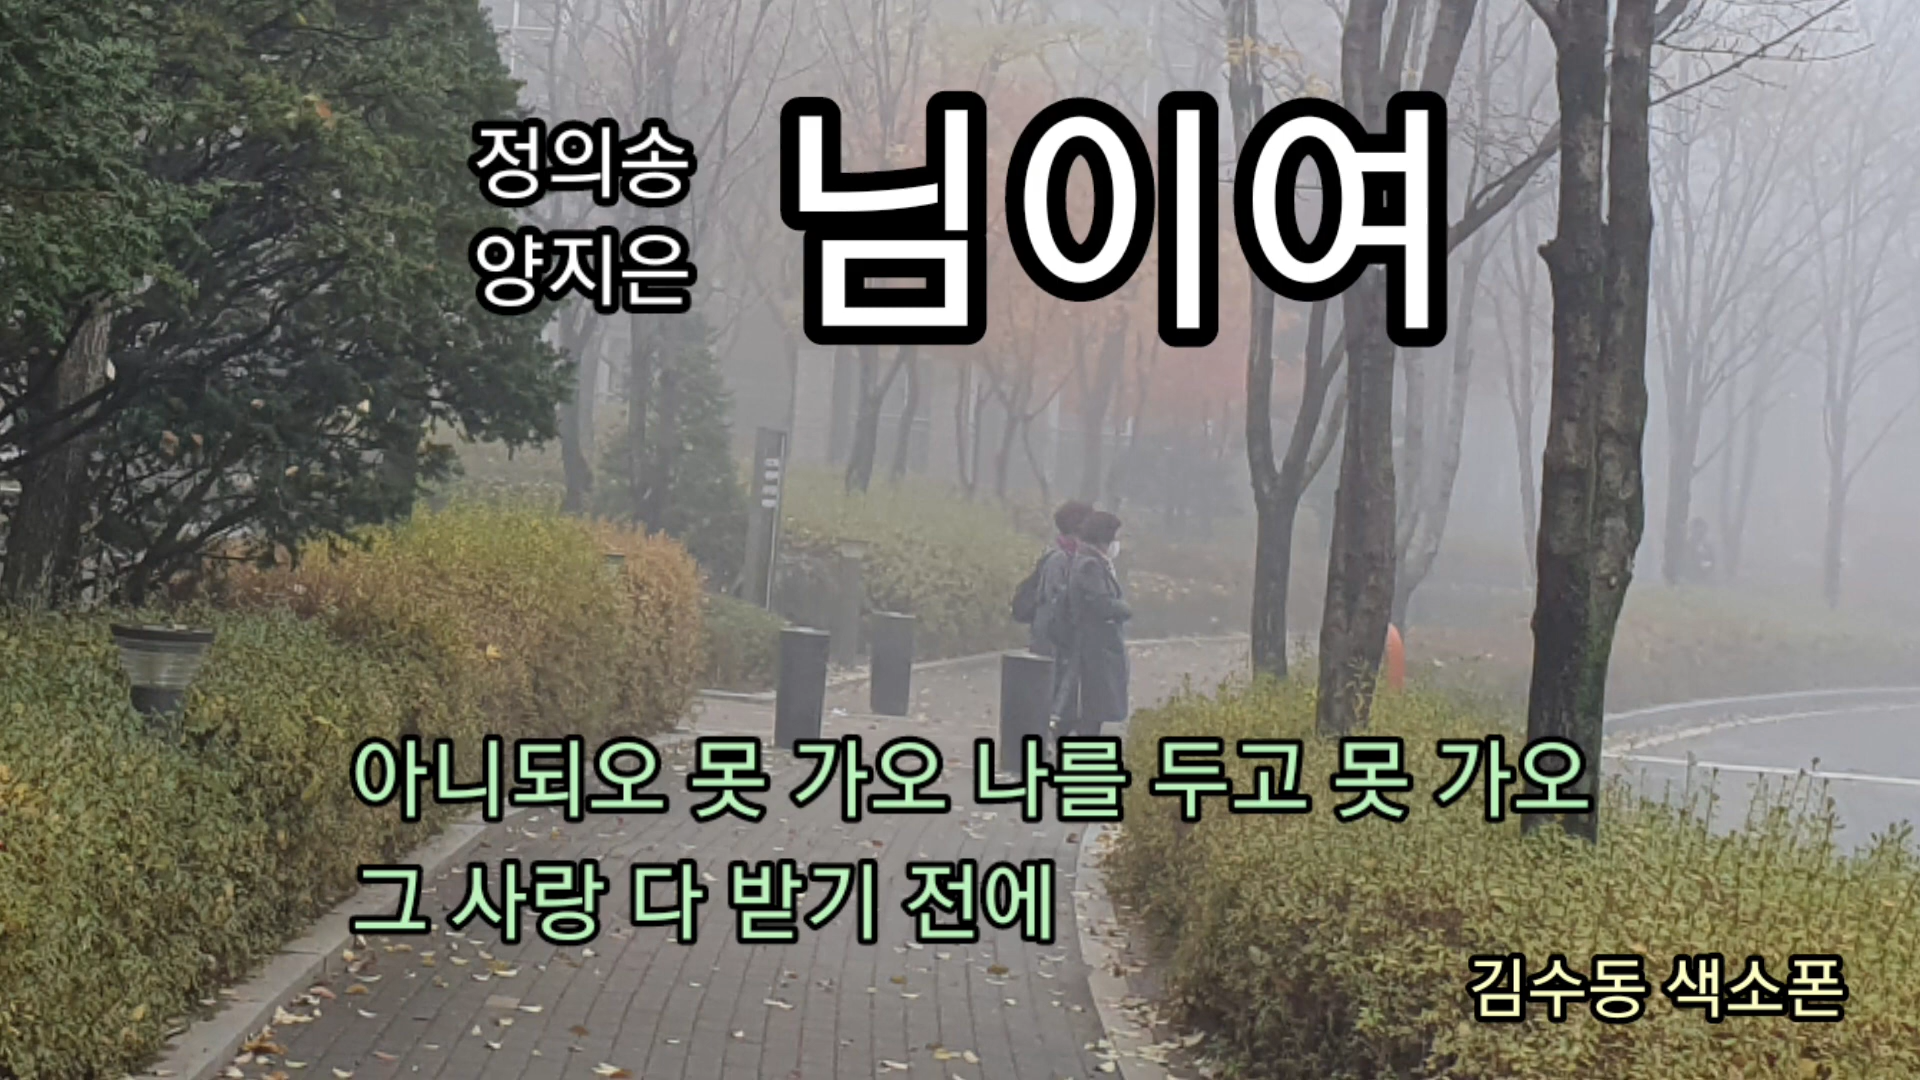 정의송
양지은
님이여
아니되오 못 가오 나를 두고 못 가오
그 사랑 다 받기 전에
김수동 색소폰